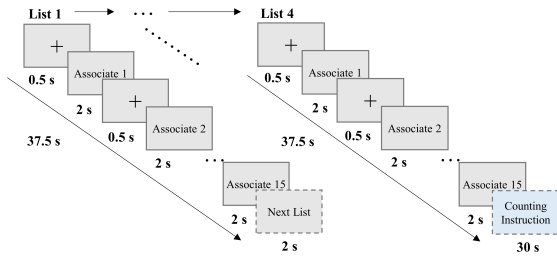 List 1
...
List 4
+
0.5 s
Associate 1
2 s
+
0.5 s
Associate 2
2 s
37.5 s
...
Associate 15
2 s
Next List
2 s
+
0.5 s
Associate 1
2 s
+
0.5 s
Associate 2
2 s
37.5 s
...
Associate 15
2 s
Counting
Instruction
30 s